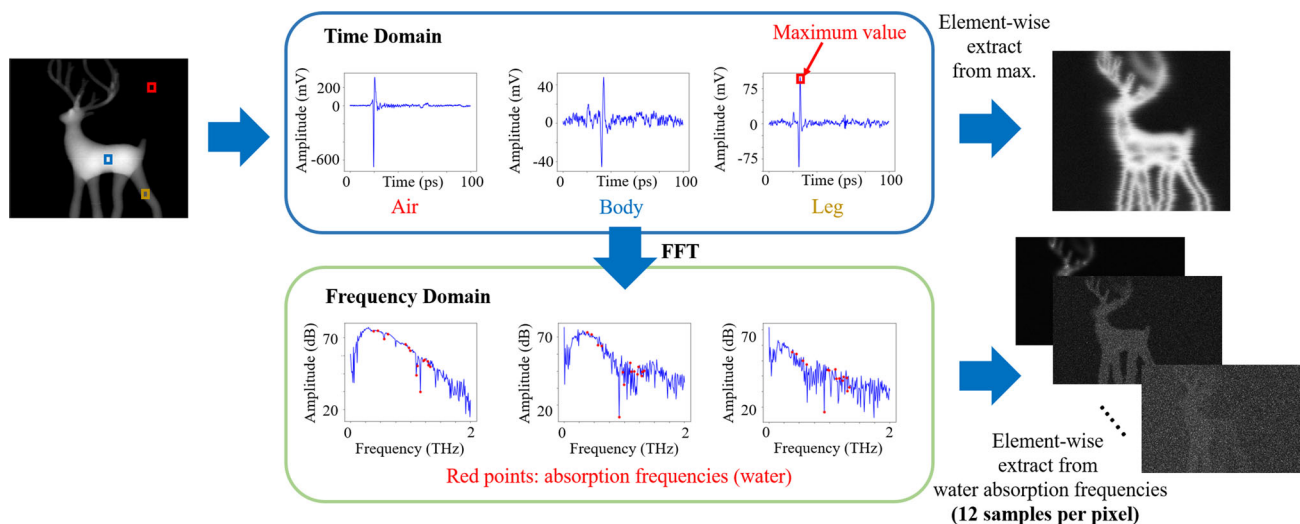 Time Domain
Maximum value
Element-wise
extract
from max.
Amplitude (mV)
200
0
-600
0
Time (ps)
100
Air
Amplitude (mV)
40
0
-40
0
Time (ps)
100
Body
Amplitude (mV)
100
75
0
-75
0
Time (ps)
100
Leg
FFT
Frequency Domain
Amplitude (dB)
70
20
0
2
Frequency (THz)
Amplitude (dB)
70
20
0
2
Frequency (THz)
Amplitude (dB)
70
20
0
2
Frequency (THz)
Red points: absorption frequencies (water)
Element-wise
extract from
water absorption frequencies
(12 samples per pixel)